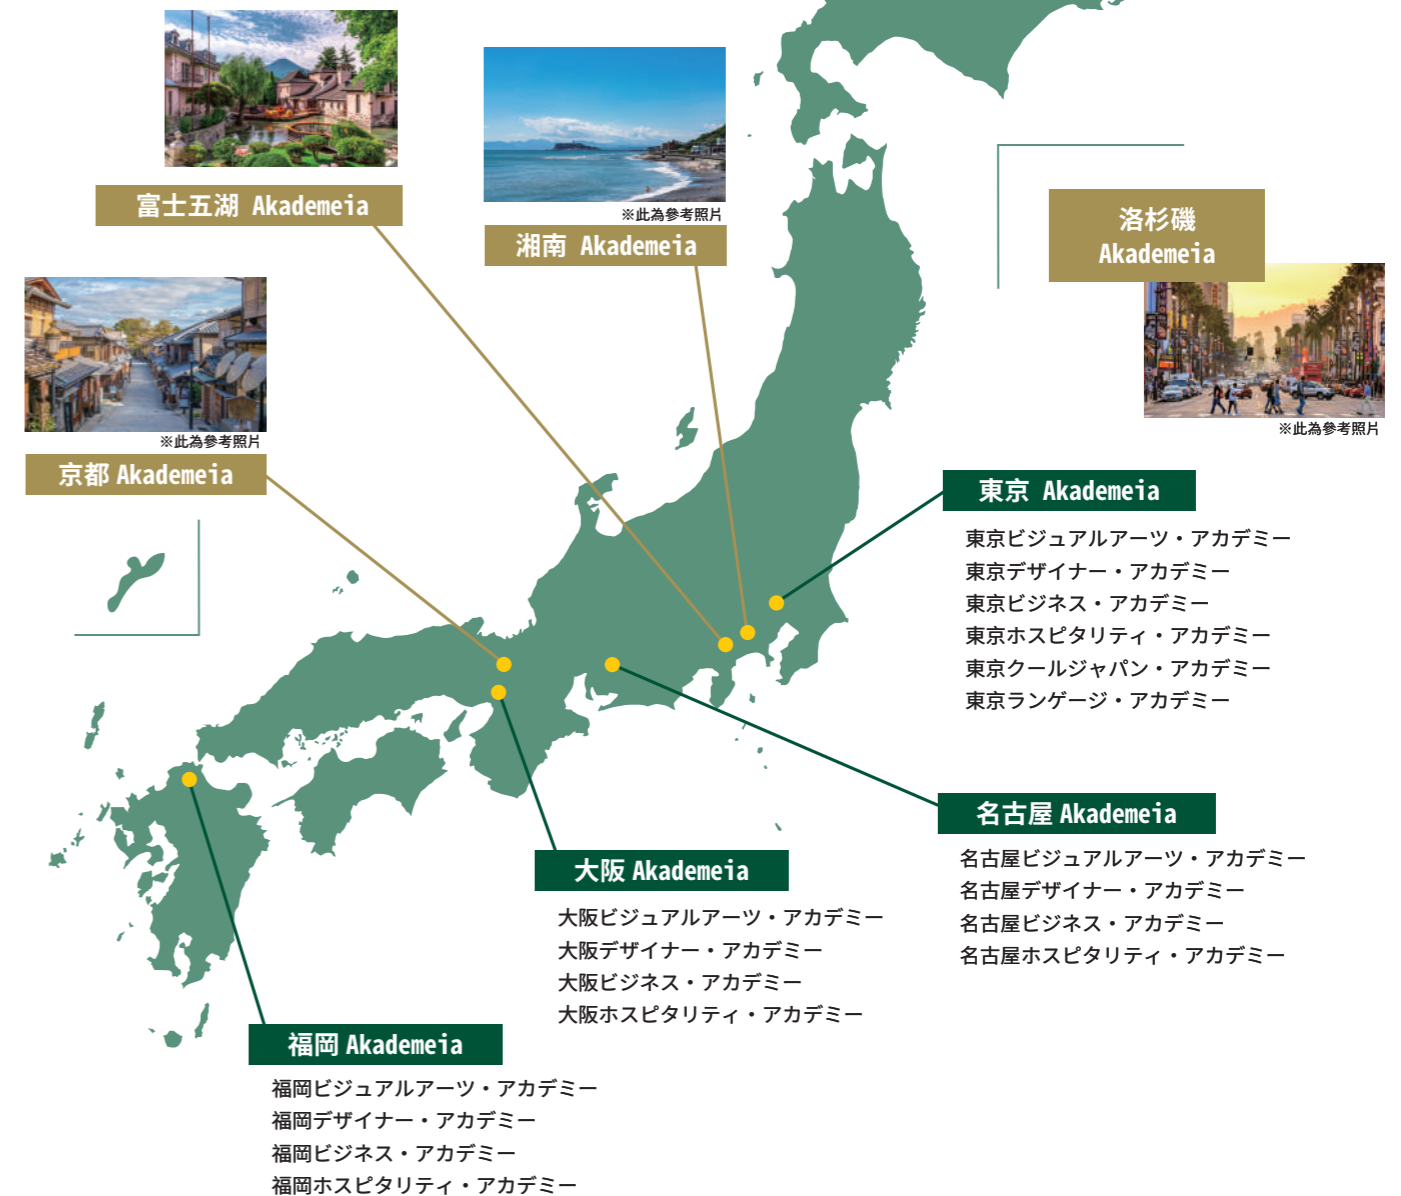 富士五湖 Akademeia
※此為參考照片
湘南 Akademeia
洛杉磯
Akademeia
※此為參考照片
※此為參考照片
京都 Akademeia
東京 Akademeia
東京ビジュアルアーツ・アカデミー
東京デザイナー・アカデミー
東京ビジネス・アカデミー
東京ホスピタリティ・アカデミー
東京クールジャパン・アカデミー
東京ランゲージ・アカデミー
名古屋 Akademeia
名古屋ビジュアルアーツ・アカデミー
名古屋デザイナー・アカデミー
名古屋ビジネス・アカデミー
名古屋ホスピタリティ・アカデミー
大阪 Akademeia
大阪ビジュアルアーツ・アカデミー
大阪デザイナー・アカデミー
大阪ビジネス・アカデミー
大阪ホスピタリティ・アカデミー
福岡 Akademeia
福岡ビジュアルアーツ・アカデミー
福岡デザイナー・アカデミー
福岡ビジネス・アカデミー
福岡ホスピタリティ・アカデミー